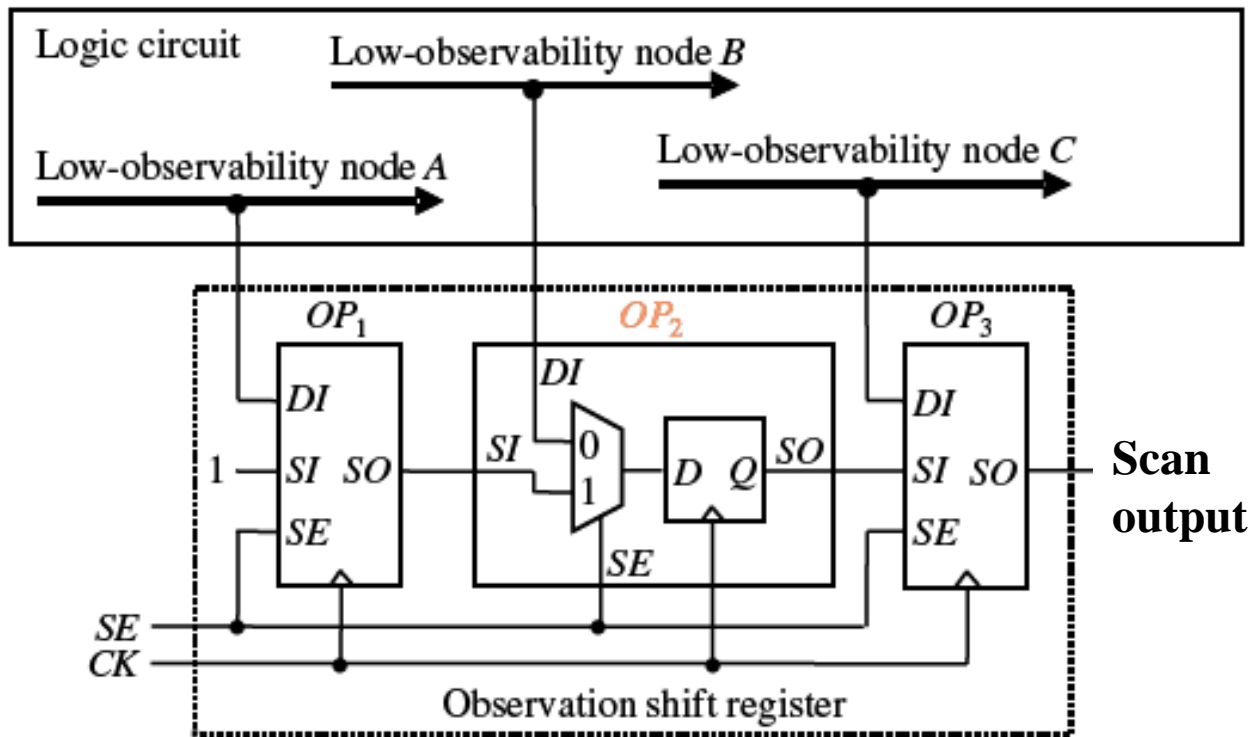 Logic circuit
Low-observability node B
Low-observability node A
Low-observability node C
OP₁
OP₂
OP₃
DI
SI
SO
SE
1
DI
SI
0
1
SE
D
Q
SO
DI
SI
SO
SE
Scan
output
SE
CK
Observation shift register